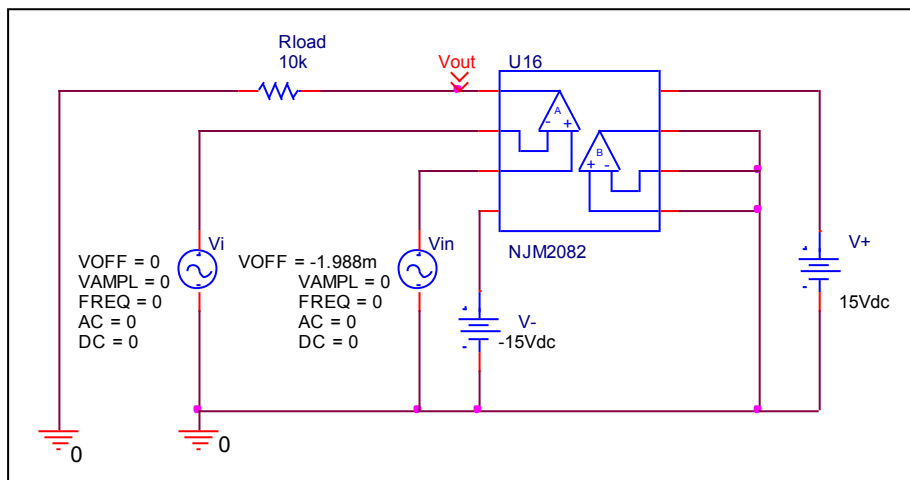 Rload
10k
Vout
U16
A
- +
B
+ -
NJM2082
Vi
VOFF = 0
VAMPL = 0
FREQ = 0
AC = 0
DC = 0
Vin
VOFF = -1.988m
VAMPL = 0
FREQ = 0
AC = 0
DC = 0
V-
-15Vdc
V+
15Vdc
0
0